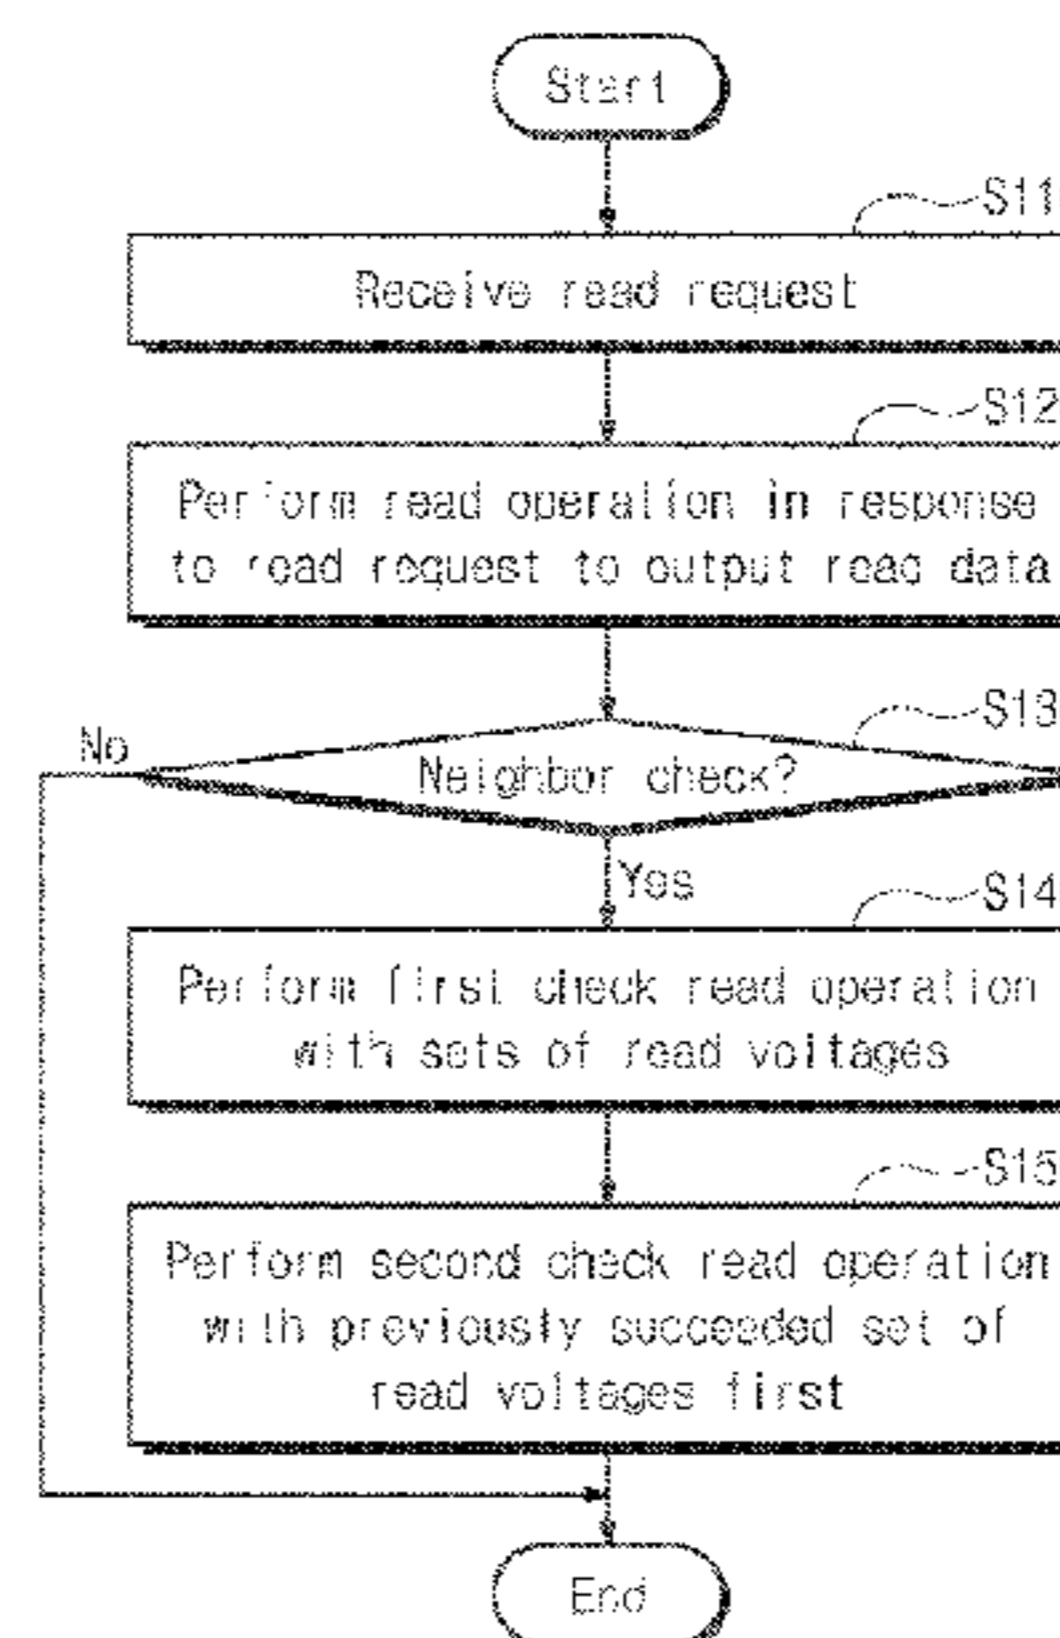 Start
S11
Receive read request
S12
Perform read operation in response
to read request to output read data
S13
No
Neighbor check?
Yes
S14
Perform first check read operation
with sets of read voltages
S15
Perform second check read operation
with previously succeeded set of
read voltages first
End